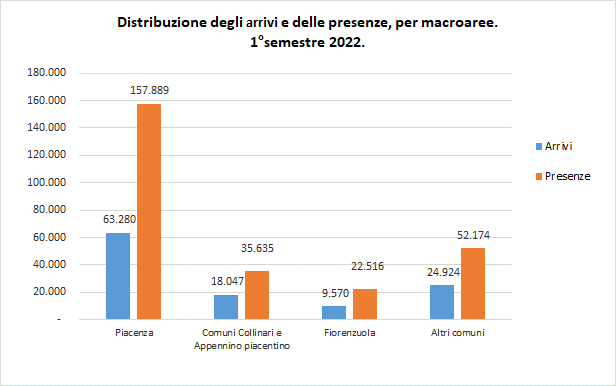 Distribuzione degli arrivi e delle presenze, per macroaree.
1°semestre 2022.
180.000
160.000
140.000
120.000
100.000
80.000
60.000
40.000
20.000
-
157.889
63.280
35.635
18.047
22.516
9.570
52.174
24.924
Arrivi
Presenze
Piacenza
Comuni Collinari e
Appennino piacentino
Fiorenzuola
Altri comuni